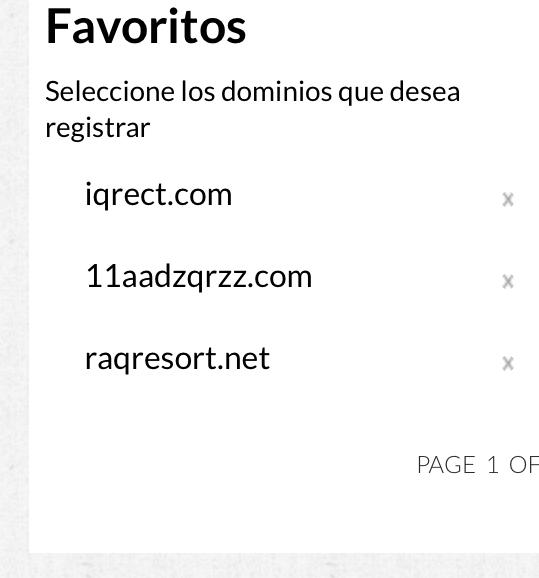 Favoritos
Seleccione los dominios que desea
registrar
iqrect.com
x
11aadzqrzz.com
x
raqresort.net
x
PAGE 1 OF